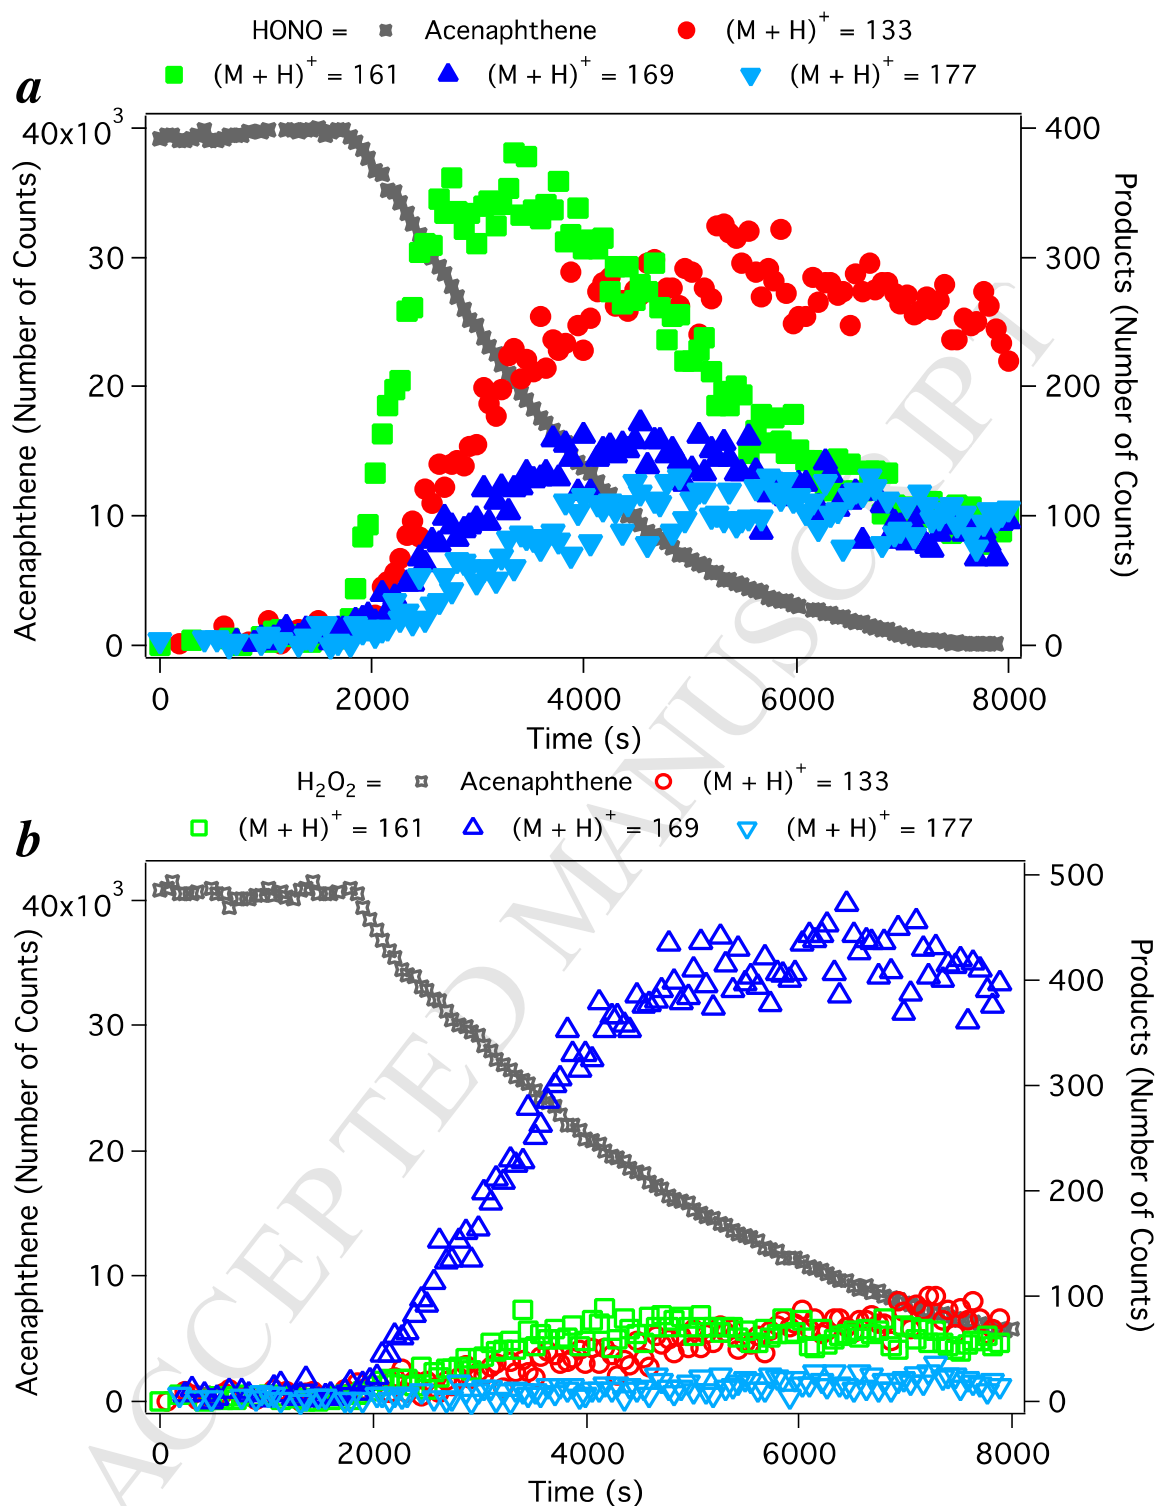 HONO = Acenaphthene (M + H)+ = 133
(M + H)+ = 161 (M + H)+ = 169 (M + H)+ = 177
a
40x103
30
20
10
0
Acenaphthene (Number of Counts)
400
300
200
100
0
Products (Number of Counts)
0 2000 4000 6000 8000
Time (s)
H2O2 = Acenaphthene (M + H)+ = 133
(M + H)+ = 161 (M + H)+ = 169 (M + H)+ = 177
b
40x103
30
20
10
0
Acenaphthene (Number of Counts)
500
400
300
200
100
0
Products (Number of Counts)
0 2000 4000 6000 8000
Time (s)
ACCEPTED MANUSCRIPT